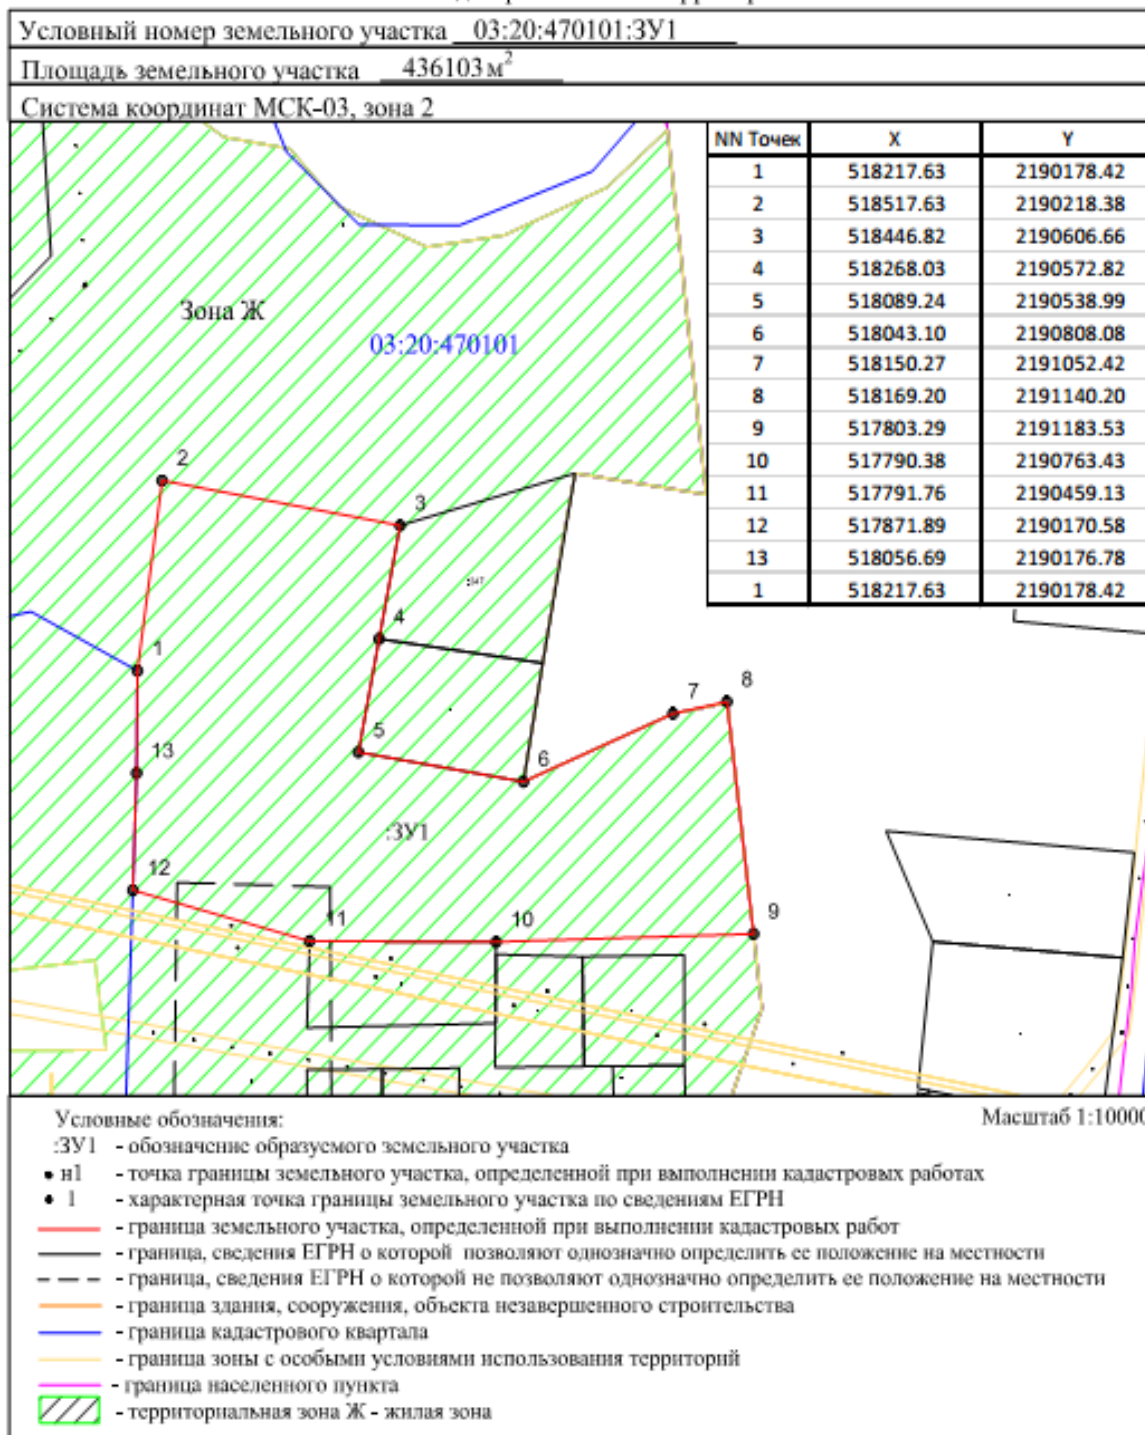 Условный номер земельного участка 03:20:470101:ЗУ1
Площадь земельного участка 436103м²
Система координат МСК-03, зона 2
NN Точек X Y
1 518217.63 2190178.42
2 518517.63 2190218.38
3 518446.82 2190606.66
4 518268.03 2190572.82
5 518089.24 2190538.99
6 518043.10 2190808.08
7 518150.27 2191052.42
8 518169.20 2191140.20
9 517803.29 2191183.53
10 517790.38 2190763.43
11 517791.76 2190459.13
12 517871.89 2190170.58
13 518056.69 2190176.78
1 518217.63 2190178.42
Зона Ж
03:20:470101
2
3
4
1
8
7
5
13
6
:ЗУ1
12
9
11
10
Условные обозначения:
Масштаб 1:10000
:ЗУ1 - обозначение образуемого земельного участка
• н1 - точка границы земельного участка, определенной при выполнении кадастровых работах
• 1 - характерная точка границы земельного участка по сведениям ЕГРН
- граница земельного участка, определенной при выполнении кадастровых работ
- граница, сведения ЕГРН о которой позволяют однозначно определить ее положение на местности
- граница, сведения ЕГРН о которой не позволяют однозначно определить ее положение на местности
- граница здания, сооружения, объекта незавершенного строительства
- граница кадастрового квартала
- граница зоны с особыми условиями использования территорий
- граница населенного пункта
- территориальная зона Ж - жилая зона